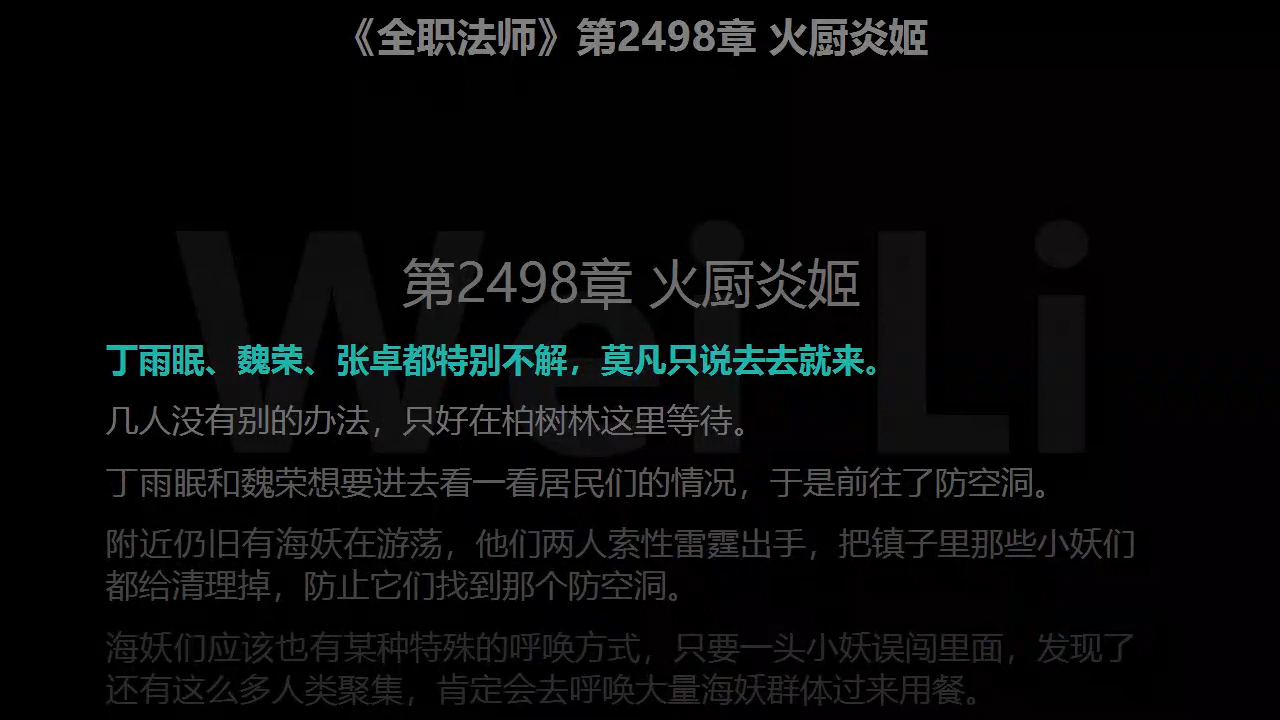 《全职法师》第2498章 火厨炎姬
第2498章 火厨炎姬
丁雨眠、魏荣、张卓都特别不解，莫凡只说去去就来。
几人没有别的办法，只好在柏树林这里等待。
丁雨眠和魏荣想要进去看一看居民们的情况，于是前往了防空洞。
附近仍旧有海妖在游荡，他们两人索性雷霆出手，把镇子里那些小妖们
都给清理掉，防止它们找到那个防空洞。
海妖们应该也有某种特殊的呼唤方式，只要一头小妖误闯里面，发现了
还有这么多人类聚集，肯定会去呼唤大量海妖群体过来用餐。
Wei Li